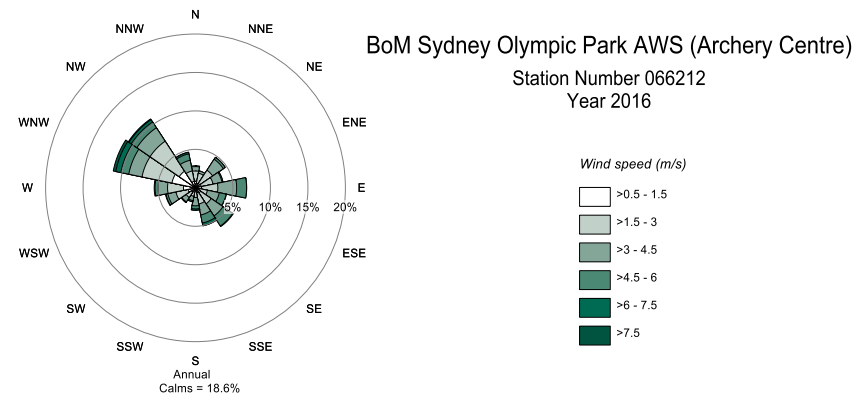 N
NNW
NNE
NW
NE
WNW
ENE
W
E
5%
10%
15%
20%
WSW
ESE
SW
SE
SSW
SSE
S
Annual
Calms = 18.6%
BoM Sydney Olympic Park AWS (Archery Centre)
Station Number 066212
Year 2016
Wind speed (m/s)
>0.5 - 1.5
>1.5 - 3
>3 - 4.5
>4.5 - 6
>6 - 7.5
>7.5